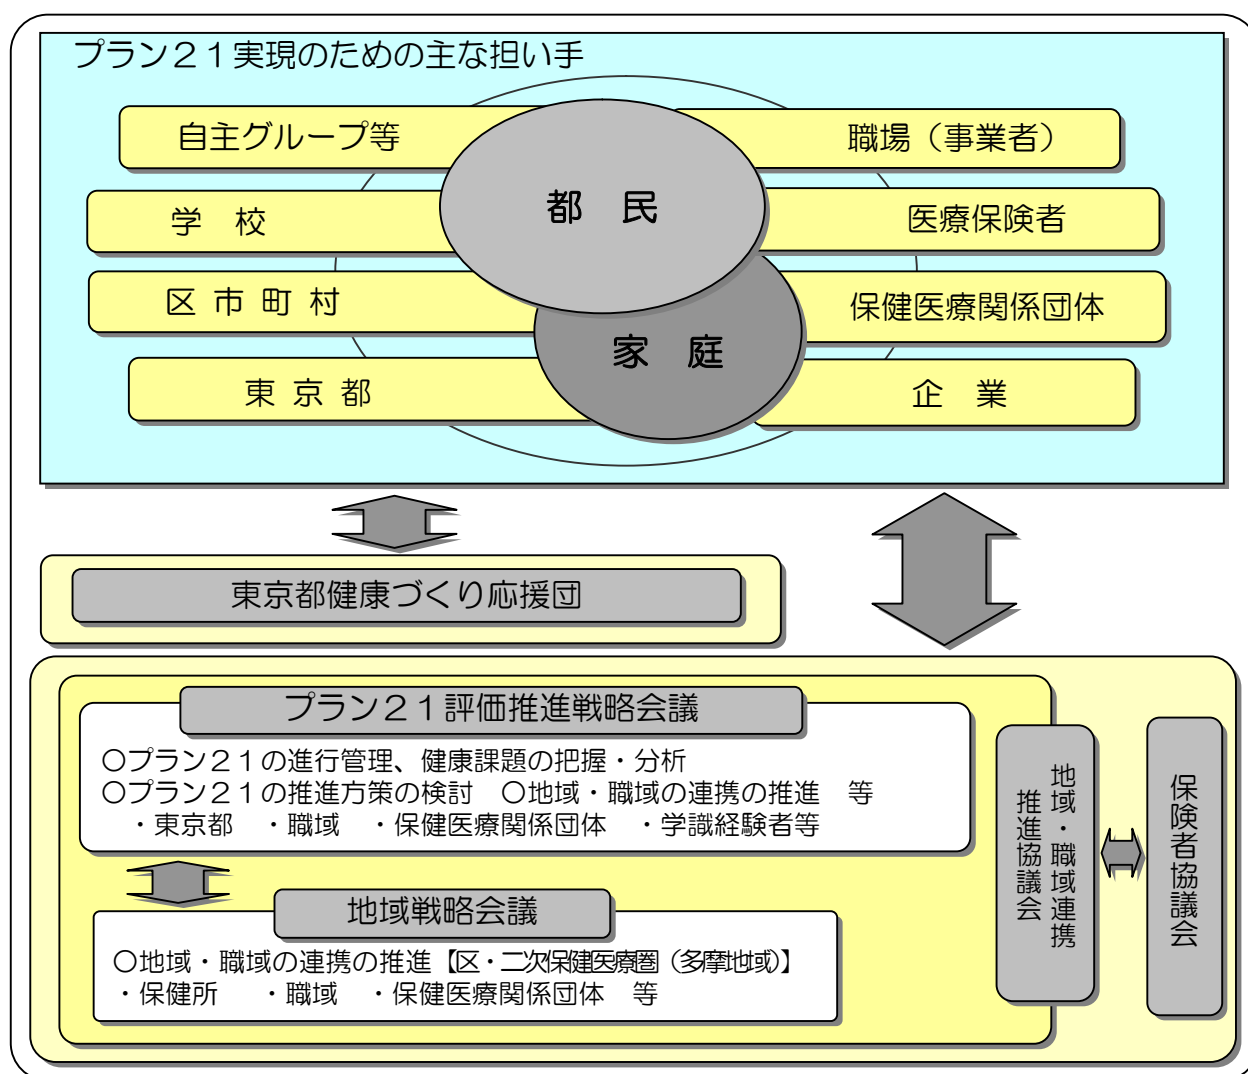 プラン２１実現のための主な担い手
自主グループ等
職場（事業者）
都　民
学　校
医療保険者
区 市 町 村
保健医療関係団体
家　庭
東 京 都
企　業
東京都健康づくり応援団
プラン２１評価推進戦略会議
○プラン２１の進行管理、健康課題の把握・分析
○プラン２１の推進方策の検討　○地域・職域の連携の推進　等
・東京都　・職域　・保健医療関係団体　・学識経験者等
地域戦略会議
○地域・職域の連携の推進【区・二次保健医療圏（多摩地域）】
・保健所　・職域　・保健医療関係団体　等
地域・職域連携
推進協議会
保険者協議会